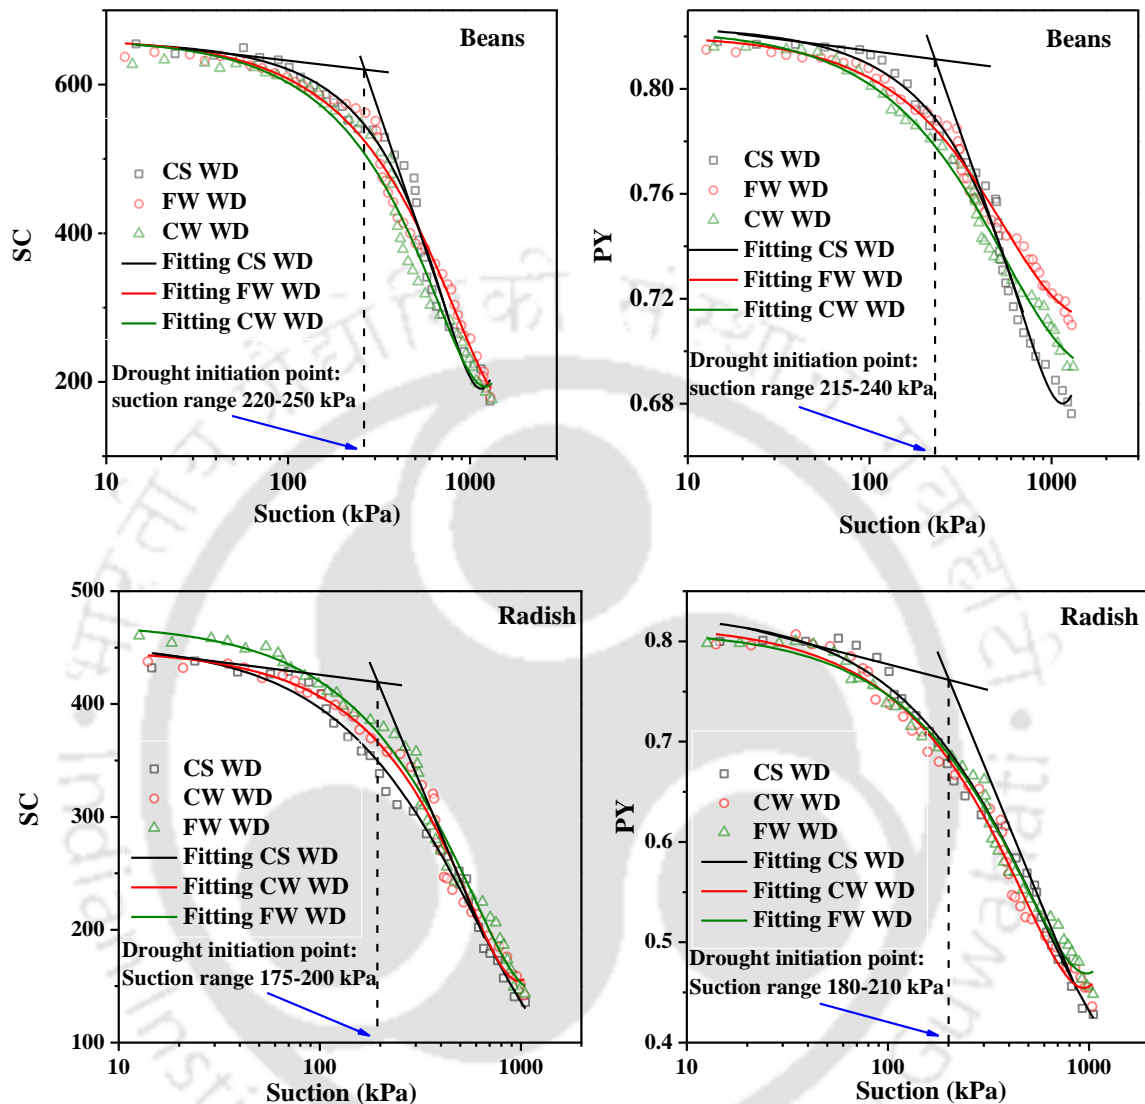 Beans
600
400
200
SC
CS WD
FW WD
CW WD
Fitting CS WD
Fitting FW WD
Fitting CW WD
Drought initiation point:
suction range 220-250 kPa
10
100
1000
Suction (kPa)
Beans
0.80
0.76
0.72
0.68
PY
CS WD
FW WD
CW WD
Fitting CS WD
Fitting FW WD
Fitting CW WD
Drought initiation point:
suction range 215-240 kPa
10
100
1000
Suction (kPa)
Radish
500
400
300
200
100
SC
CS WD
CW WD
FW WD
Fitting CS WD
Fitting CW WD
Fitting FW WD
Drought initiation point:
Suction range 175-200 kPa
10
100
1000
Suction (kPa)
Radish
0.8
0.7
0.6
0.5
0.4
PY
CS WD
CW WD
FW WD
Fitting CS WD
Fitting CW WD
Fitting FW WD
Drought initiation point:
Suction range 180-210 kPa
10
100
1000
Suction (kPa)